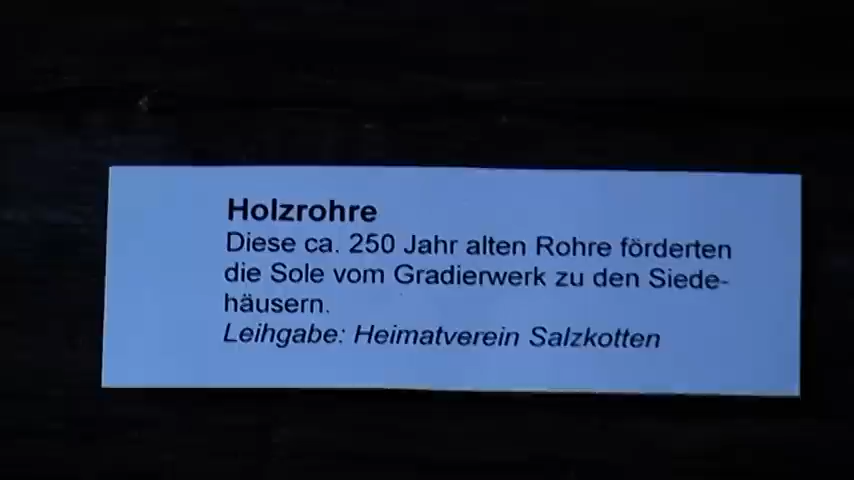 Holzrohre
Diese ca. 250 Jahr alten Rohre förderten
die Sole vom Gradierwerk zu den Siede-
häusern.
Leihgabe: Heimatverein Salzkotten